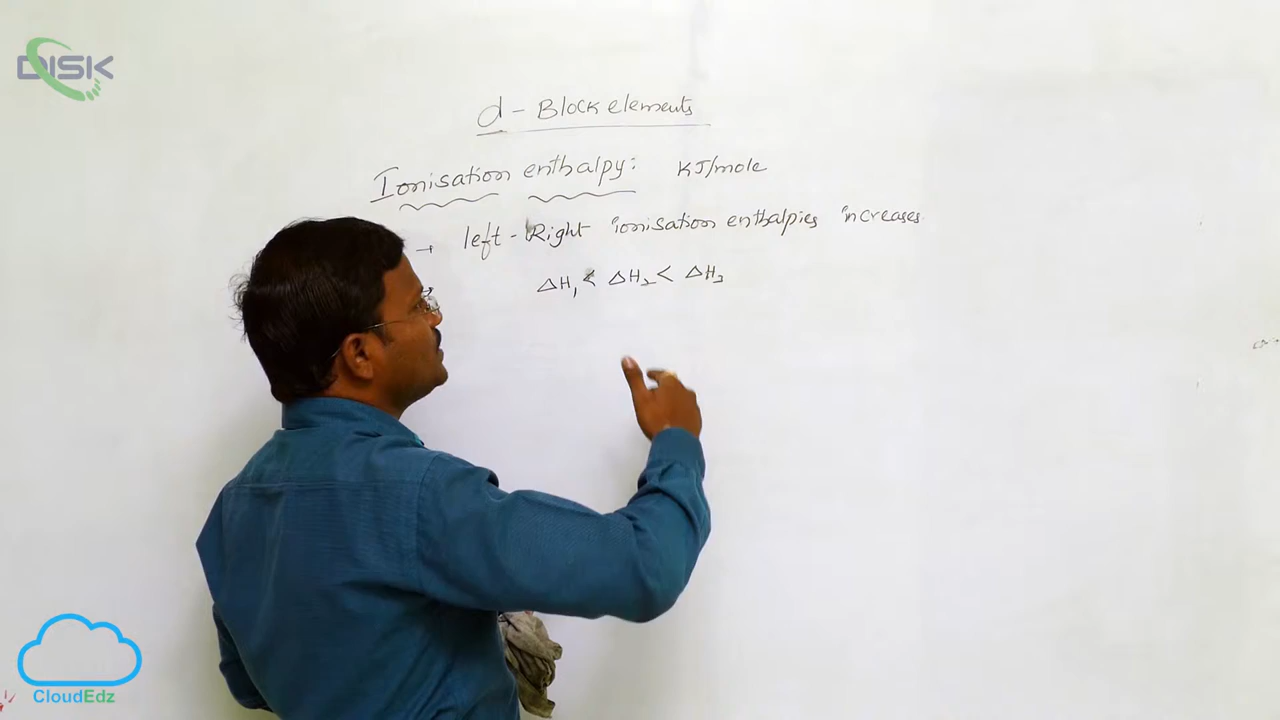 DISK
d - Block elements
Ionisation enthalpy: KJ/mole
→ left - Right ionisation enthalpies increases
→ ΔH₁ < ΔH₂ < ΔH₃
CloudEdz